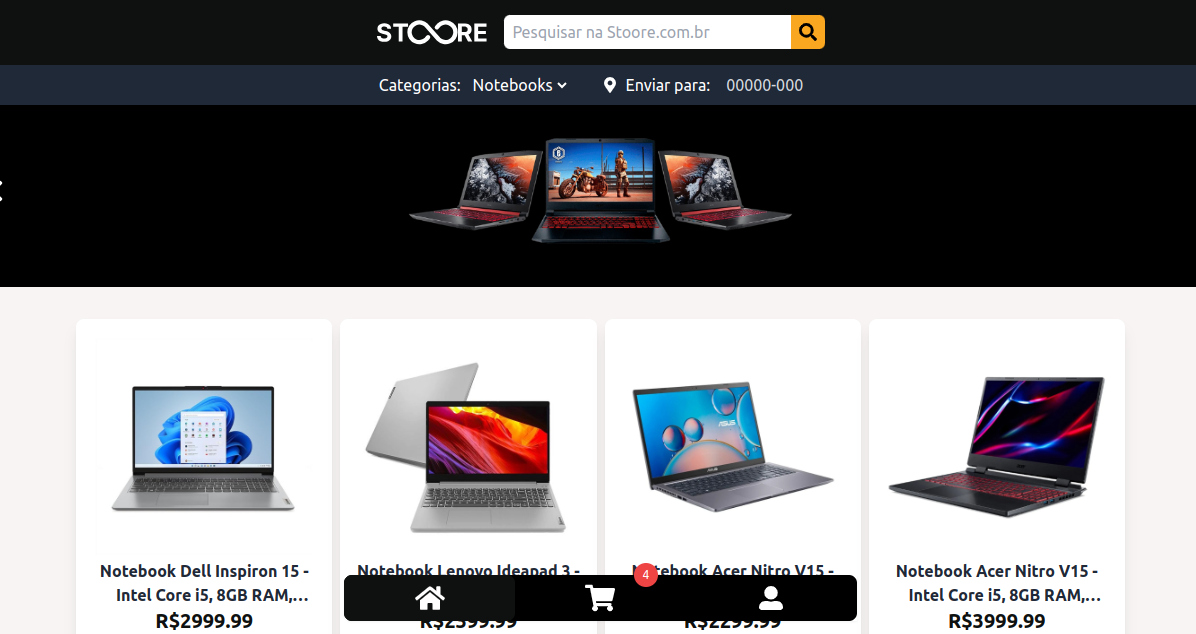 STOORE
Pesquisar na Stoore.com.br
Categorias: Notebooks
Enviar para: 00000-000
ASUS
Notebook Dell Inspiron 15 -
Intel Core i5, 8GB RAM,...
R$2999.99
Notebook Lenovo Ideapad 3 -
R$2399.99
Notebook Acer Nitro V15 -
R$2299.99
Notebook Acer Nitro V15 -
Intel Core i5, 8GB RAM,...
R$3999.99
4